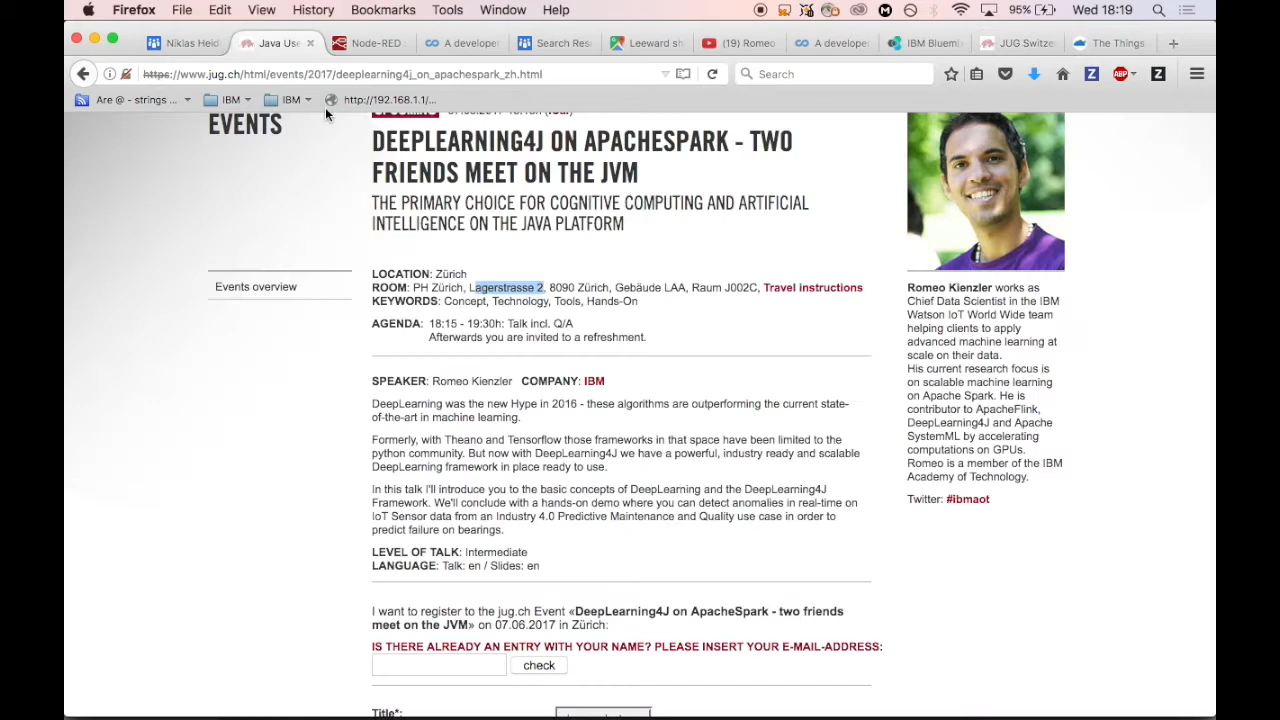 Firefox File Edit View History Bookmarks Tools Window Help 95% Wed 18:19
Niklas Heid Java Use Node-RED A develope Search Res Leeward sh (19) Romeo A develope IBM Bluemi JUG Switze The Things
https://www.jug.ch/html/events/2017/deeplearning4j_on_apachespark_zh.html Search
Are @ - strings ... IBM IBM http://192.168.1.1/...
EVENTS
DEEPLEARNING4J ON APACHESPARK - TWO
FRIENDS MEET ON THE JVM
THE PRIMARY CHOICE FOR COGNITIVE COMPUTING AND ARTIFICIAL
INTELLIGENCE ON THE JAVA PLATFORM
Events overview
LOCATION: Zürich
ROOM: PH Zürich, Lagerstrasse 2, 8090 Zürich, Gebäude LAA, Raum J002C, Travel instructions
KEYWORDS: Concept, Technology, Tools, Hands-On
AGENDA: 18:15 - 19:30h: Talk incl. Q/A
Afterwards you are invited to a refreshment.
SPEAKER: Romeo Kienzler COMPANY: IBM
DeepLearning was the new Hype in 2016 - these algorithms are outperforming the current state-
of-the-art in machine learning.
Formerly, with Theano and Tensorflow those frameworks in that space have been limited to the
python community. But now with DeepLearning4J we have a powerful, industry ready and scalable
DeepLearning framework in place ready to use.
In this talk I'll introduce you to the basic concepts of DeepLearning and the DeepLearning4J
Framework. We'll conclude with a hands-on demo where you can detect anomalies in real-time on
IoT Sensor data from an Industry 4.0 Predictive Maintenance and Quality use case in order to
predict failure on bearings.
LEVEL OF TALK: Intermediate
LANGUAGE: Talk: en / Slides: en
I want to register to the jug.ch Event «DeepLearning4J on ApacheSpark - two friends
meet on the JVM» on 07.06.2017 in Zürich:
IS THERE ALREADY AN ENTRY WITH YOUR NAME? PLEASE INSERT YOUR E-MAIL-ADDRESS:
check
Title*:
Romeo Kienzler works as
Chief Data Scientist in the IBM
Watson IoT World Wide team
helping clients to apply
advanced machine learning at
scale on their data.
His current research focus is
on scalable machine learning
on Apache Spark. He is
contributor to ApacheFlink,
DeepLearning4J and Apache
SystemML by accelerating
computations on GPUs.
Romeo is a member of the IBM
Academy of Technology.
Twitter: #ibmaot